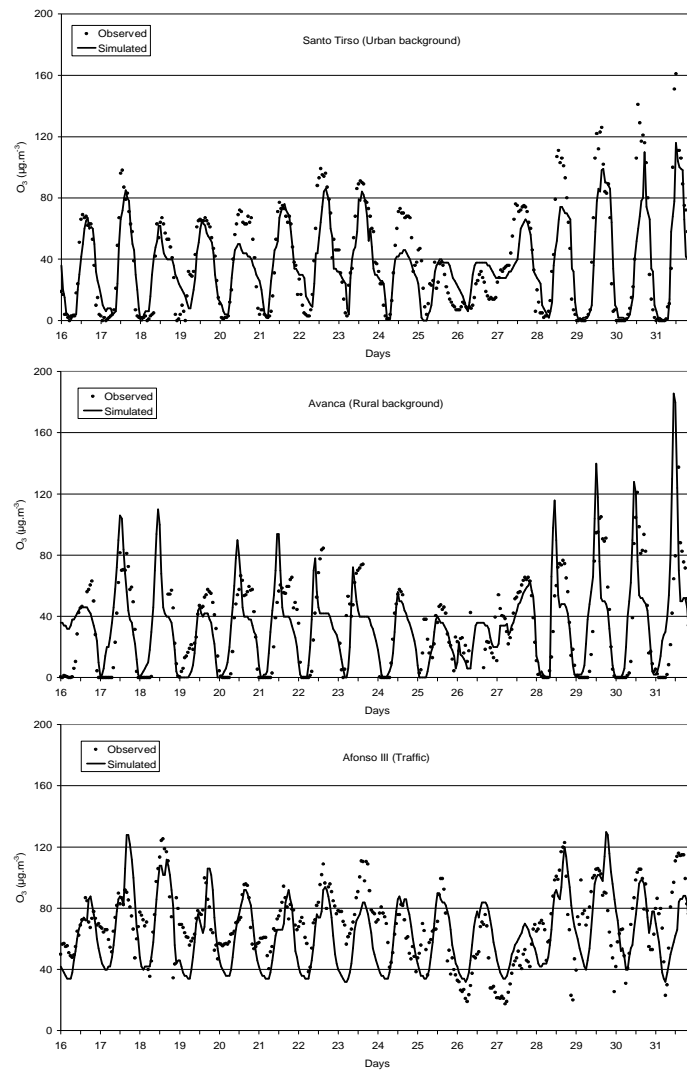 Santo Tirso (Urban background)
Observed
Simulated
O3 (µg.m-3)
200
160
120
80
40
0
16 17 18 19 20 21 22 23 24 25 26 27 28 29 30 31
Days
Avanca (Rural background)
Observed
Simulated
O3 (µg.m-3)
200
160
120
80
40
0
16 17 18 19 20 21 22 23 24 25 26 27 28 29 30 31
Days
Afonso III (Traffic)
Observed
Simulated
O3 (µg.m-3)
200
160
120
80
40
0
16 17 18 19 20 21 22 23 24 25 26 27 28 29 30 31
Days